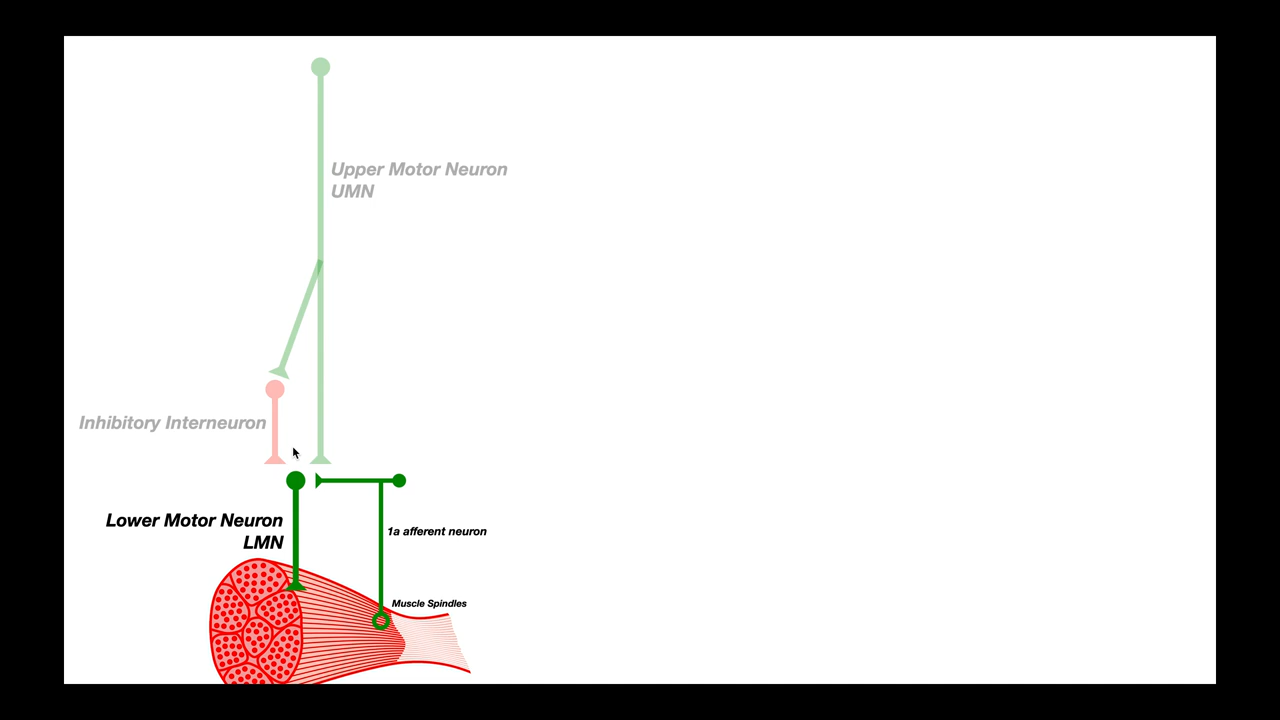 Upper Motor Neuron
UMN
Inhibitory Interneuron
Lower Motor Neuron
LMN
1a afferent neuron
Muscle Spindles